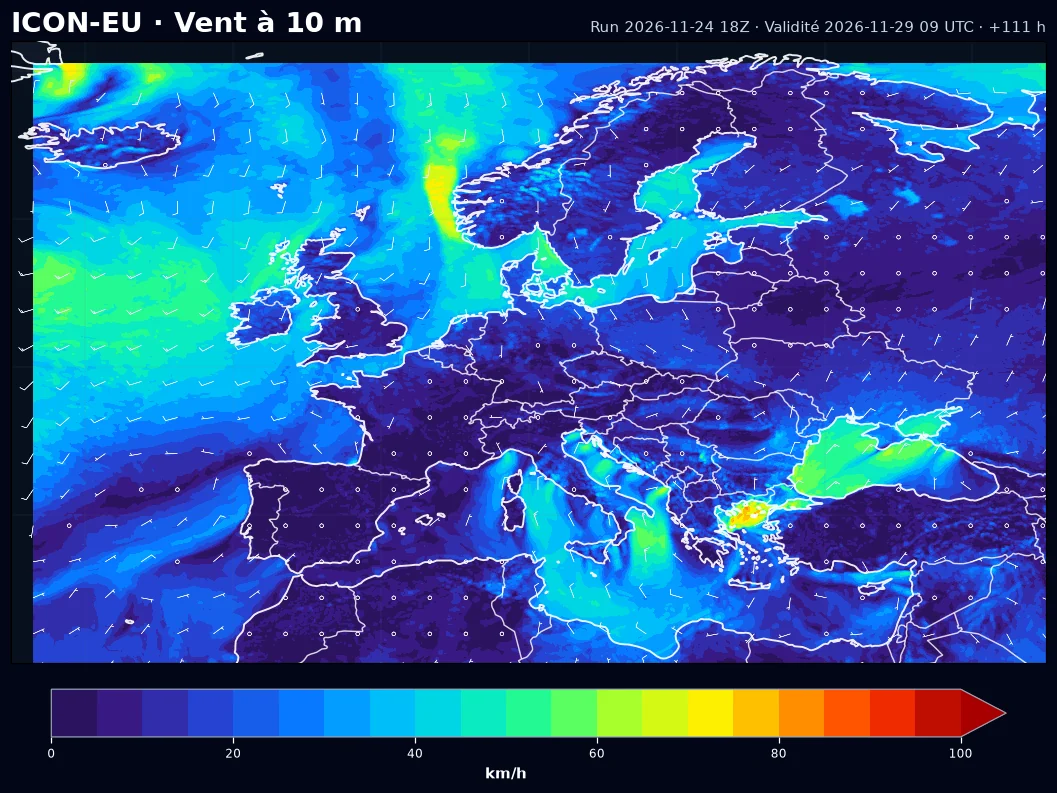 ICON-EU · Vent à 10 m
Run 2026-11-24 18Z · Validité 2026-11-29 09 UTC · +111 h
0 20 40 60 80 100
km/h